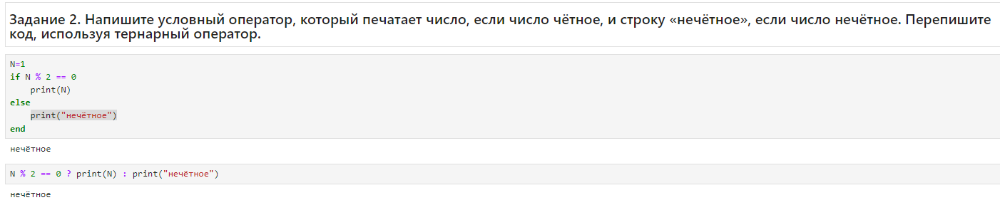 Задание 2. Напишите условный оператор, который печатает число, если число чётное, и строку «нечётное», если число нечётное. Перепишите
код, используя тернарный оператор.
N=1
if N % 2 == 0
    print(N)
else
    print("нечётное")
end
нечётное
N % 2 == 0 ? print(N) : print("нечётное")
нечётное